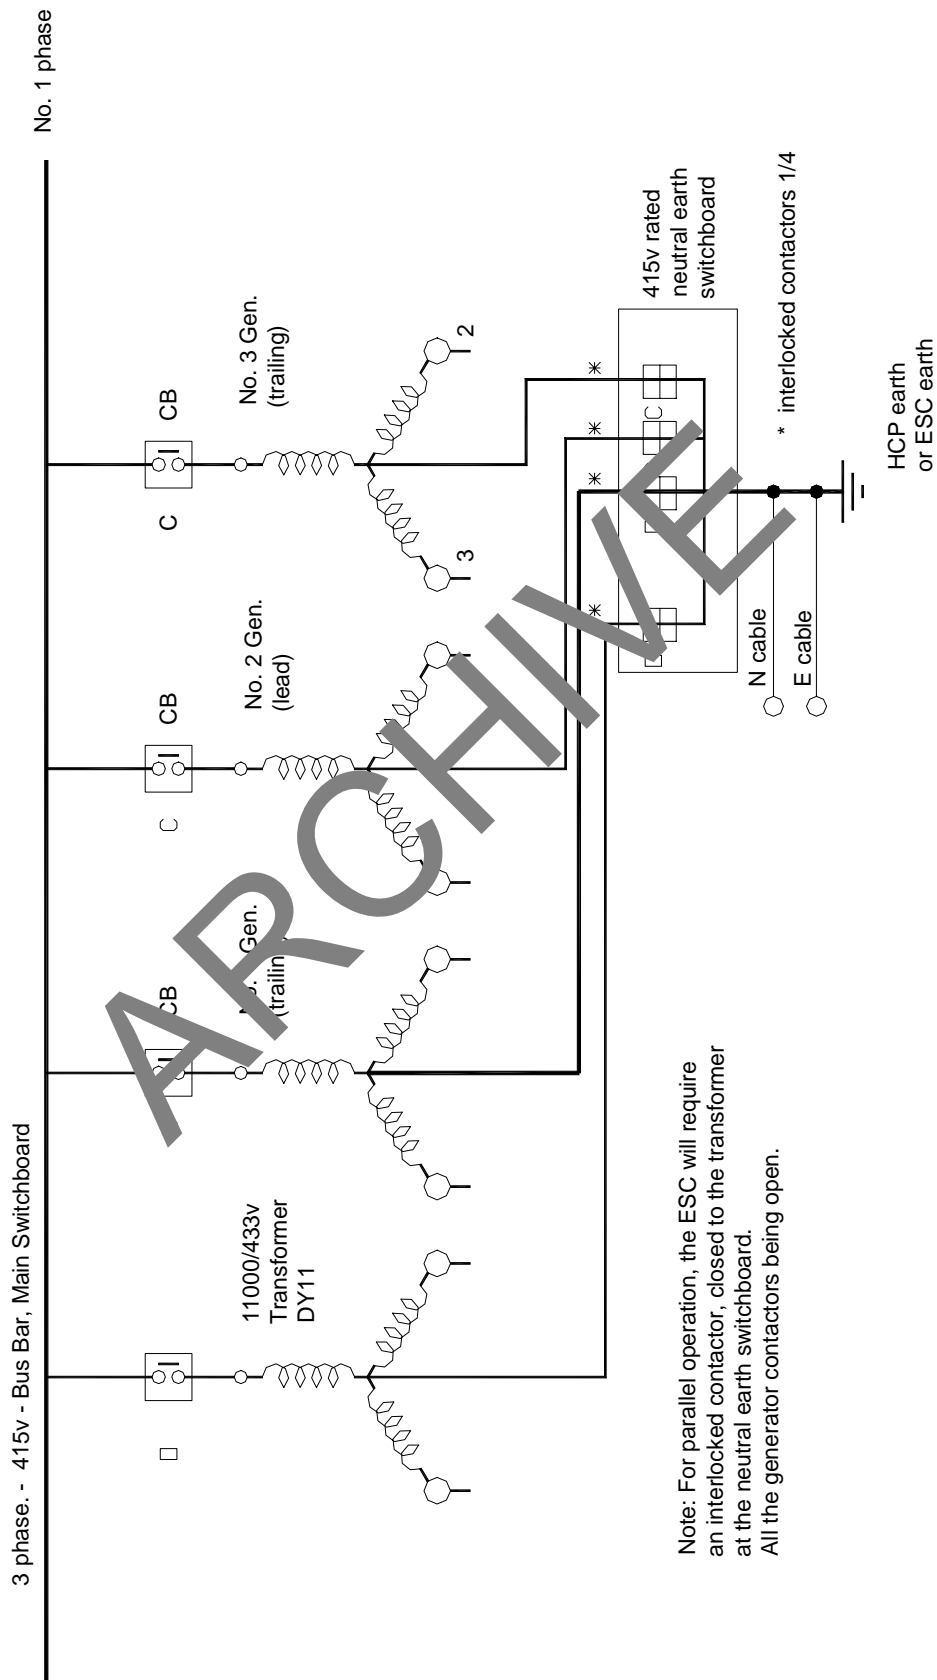 3 phase. - 415v - Bus Bar, Main Switchboard
No. 1 phase
CB
CB
CB
C
C
C
11000/433v
Transformer
DY11
Gen.
No. 2 Gen.
(lead)
No. 3 Gen.
(trailing)
3
2
415v rated
neutral earth
switchboard
C
* * * *
* interlocked contactors 1/4
N cable
E cable
HCP earth
or ESC earth
Note: For parallel operation, the ESC will require
an interlocked contactor, closed to the transformer
at the neutral earth switchboard.
All the generator contactors being open.
ARCHIVE